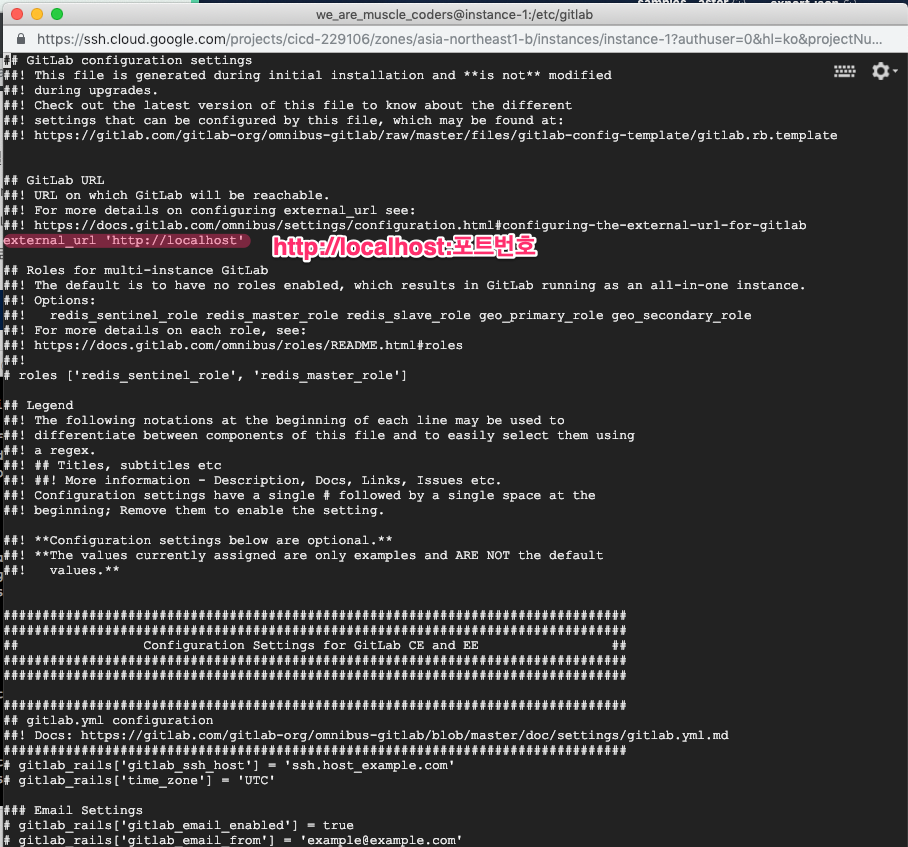 we_are_muscle_coders@instance-1:/etc/gitlab
https://ssh.cloud.google.com/projects/cicd-229106/zones/asia-northeast1-b/instances/instance-1?authuser=0&hl=ko&projectNu...
## GitLab configuration settings
##! This file is generated during initial installation and **is not** modified
##! during upgrades.
##! Check out the latest version of this file to know about the different
##! settings that can be configured by this file, which may be found at:
##! https://gitlab.com/gitlab-org/omnibus-gitlab/raw/master/files/gitlab-config-template/gitlab.rb.template
## GitLab URL
##! URL on which GitLab will be reachable.
##! For more details on configuring external_url see:
##! https://docs.gitlab.com/omnibus/settings/configuration.html#configuring-the-external-url-for-gitlab
external_url 'http://localhost'
http://localhost:포트번호
## Roles for multi-instance GitLab
##! The default is to have no roles enabled, which results in GitLab running as an all-in-one instance.
##! Options:
##!   redis_sentinel_role redis_master_role redis_slave_role geo_primary_role geo_secondary_role
##! For more details on each role, see:
##! https://docs.gitlab.com/omnibus/roles/README.html#roles
##!
# roles ['redis_sentinel_role', 'redis_master_role']
## Legend
##! The following notations at the beginning of each line may be used to
##! differentiate between components of this file and to easily select them using
##! a regex.
##! ## Titles, subtitles etc
##! ##! More information - Description, Docs, Links, Issues etc.
##! Configuration settings have a single # followed by a single space at the
##! beginning; Remove them to enable the setting.
##! **Configuration settings below are optional.**
##! **The values currently assigned are only examples and ARE NOT the default
##!   values.**
################################################################################
################################################################################
##                Configuration Settings for GitLab CE and EE                 ##
################################################################################
################################################################################
################################################################################
## gitlab.yml configuration
##! Docs: https://gitlab.com/gitlab-org/omnibus-gitlab/blob/master/doc/settings/gitlab.yml.md
################################################################################
# gitlab_rails['gitlab_ssh_host'] = 'ssh.host_example.com'
# gitlab_rails['time_zone'] = 'UTC'
### Email Settings
# gitlab_rails['gitlab_email_enabled'] = true
# gitlab_rails['gitlab_email_from'] = 'example@example.com'